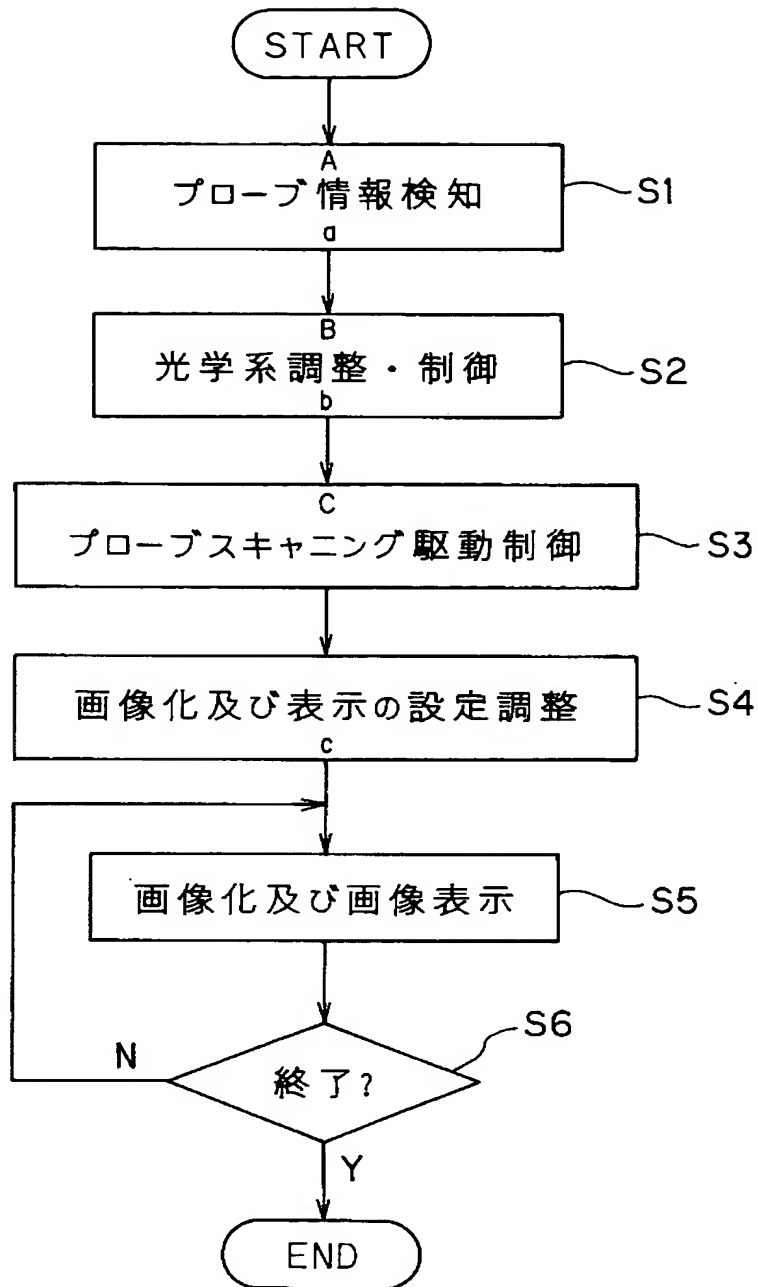 START
A
プローブ情報検知
a
S1
B
光学系調整・制御
b
S2
C
プローブスキャニング駆動制御
S3
画像化及び表示の設定調整
c
S4
画像化及び画像表示
S5
S6
N
終了?
Y
END